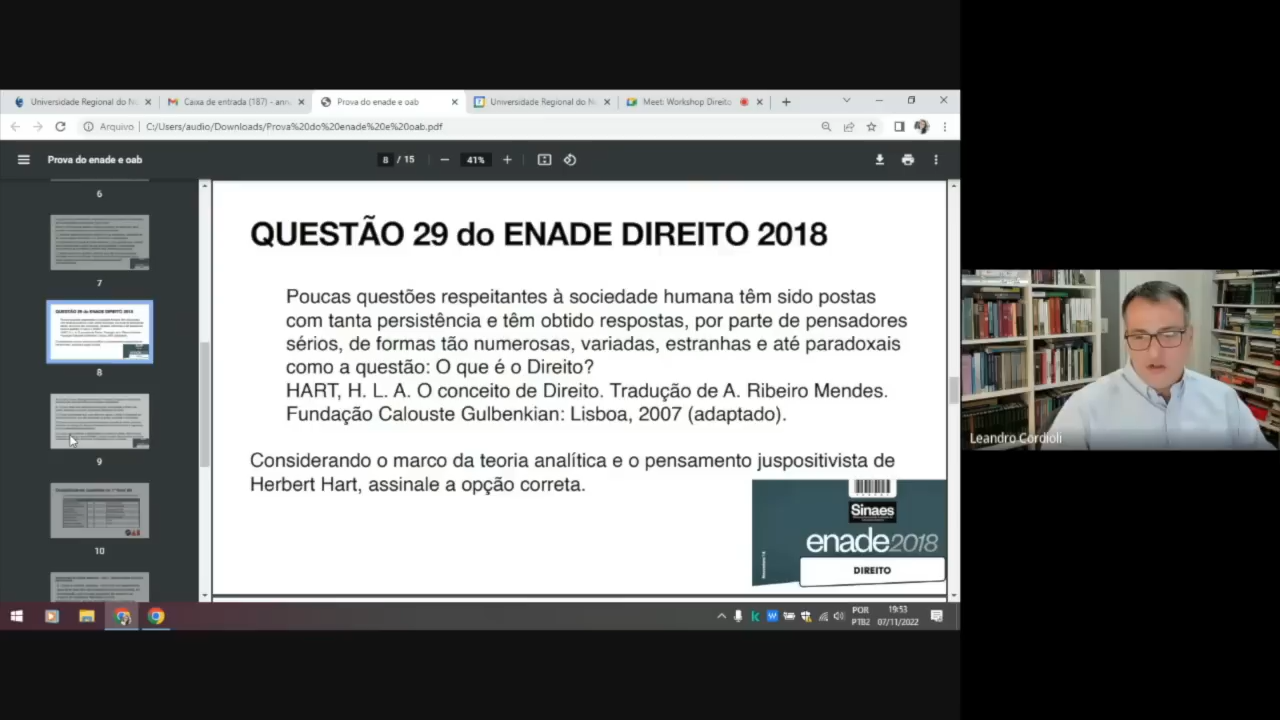 Universidade Regional do No
Caixa de entrada (187) - ann
Prova do enade e oab
Universidade Regional do No
Meet: Workshop Direito
Arquivo
C:/Users/audio/Downloads/Prova%20do%20enade%20e%20oab.pdf
Prova do enade e oab
8 / 15
41%
6
7
8
9
10
QUESTÃO 29 do ENADE DIREITO 2018
Poucas questões respeitantes à sociedade humana têm sido postas
com tanta persistência e têm obtido respostas, por parte de pensadores
sérios, de formas tão numerosas, variadas, estranhas e até paradoxais
como a questão: O que é o Direito?
HART, H. L. A. O conceito de Direito. Tradução de A. Ribeiro Mendes.
Fundação Calouste Gulbenkian: Lisboa, 2007 (adaptado).
Considerando o marco da teoria analítica e o pensamento juspositivista de
Herbert Hart, assinale a opção correta.
Sinaes
enade2018
DIREITO
Leandro Cordioli
POR
PTB2
19:53
07/11/2022